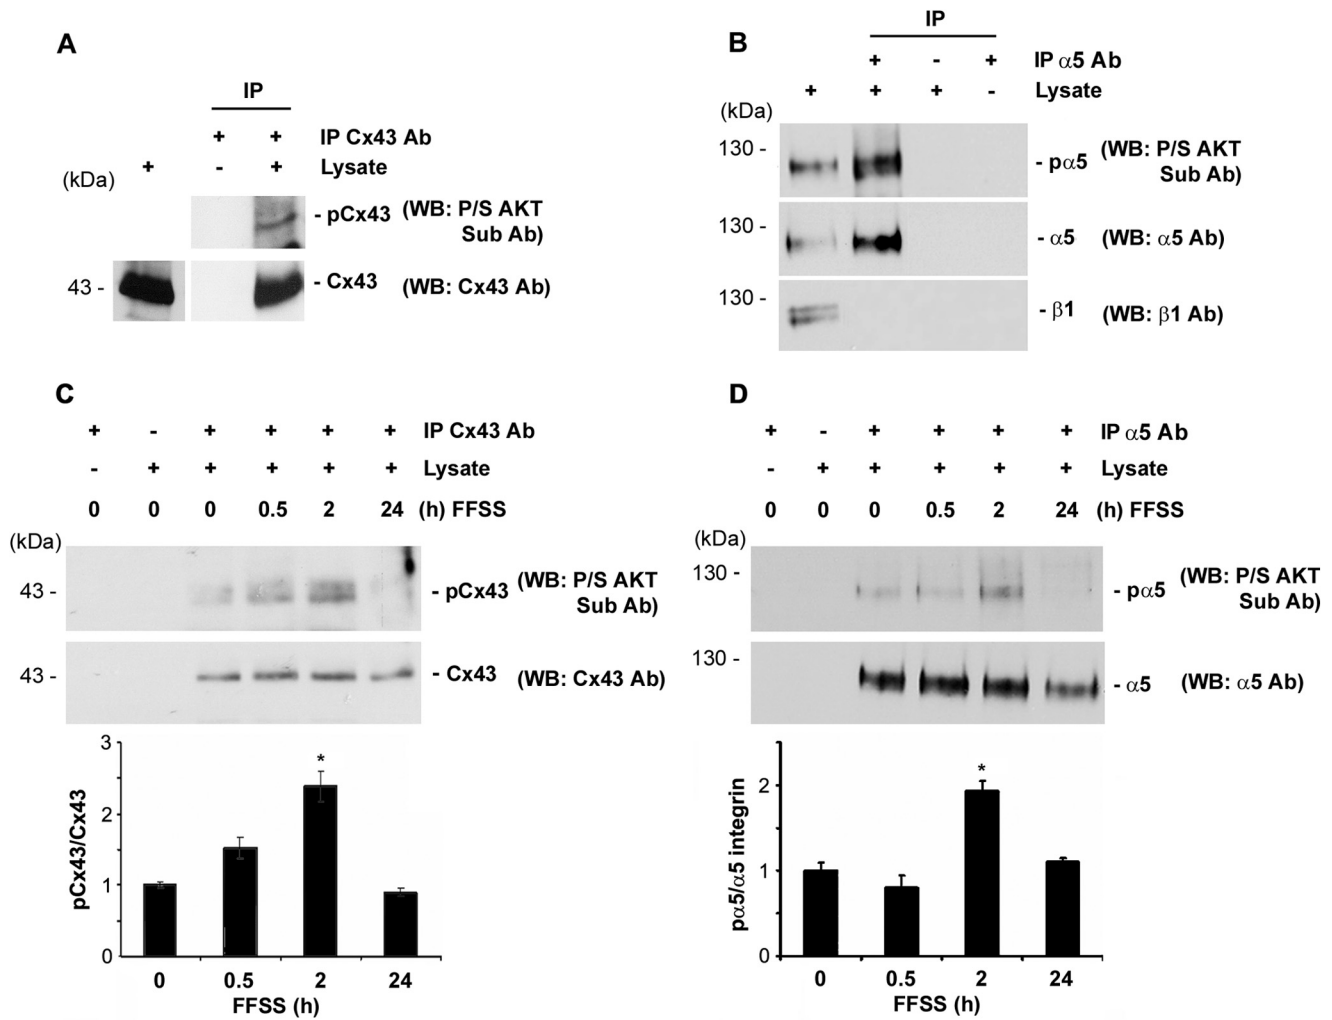 A
IP
+ + IP Cx43 Ab
+ - + Lysate
(kDa)
- pCx43 (WB: P/S AKT
Sub Ab)
43 - - Cx43 (WB: Cx43 Ab)
B
IP
+ - + IP α5 Ab
+ + + - Lysate
(kDa)
130 - - pα5 (WB: P/S AKT
Sub Ab)
130 - - α5 (WB: α5 Ab)
130 - - β1 (WB: β1 Ab)
C
+ - + + + + IP Cx43 Ab
- + + + + + Lysate
0 0 0 0.5 2 24 (h) FFSS
(kDa)
43 - - pCx43 (WB: P/S AKT
Sub Ab)
43 - - Cx43 (WB: Cx43 Ab)
pCx43/Cx43
3
2
1
0
*
0 0.5 2 24
FFSS (h)
D
+ - + + + + IP α5 Ab
- + + + + + Lysate
0 0 0 0.5 2 24 (h) FFSS
(kDa)
130 - - pα5 (WB: P/S AKT
Sub Ab)
130 - - α5 (WB: α5 Ab)
pα5/α5 integrin
2
1
0
*
0 0.5 2 24
FFSS (h)